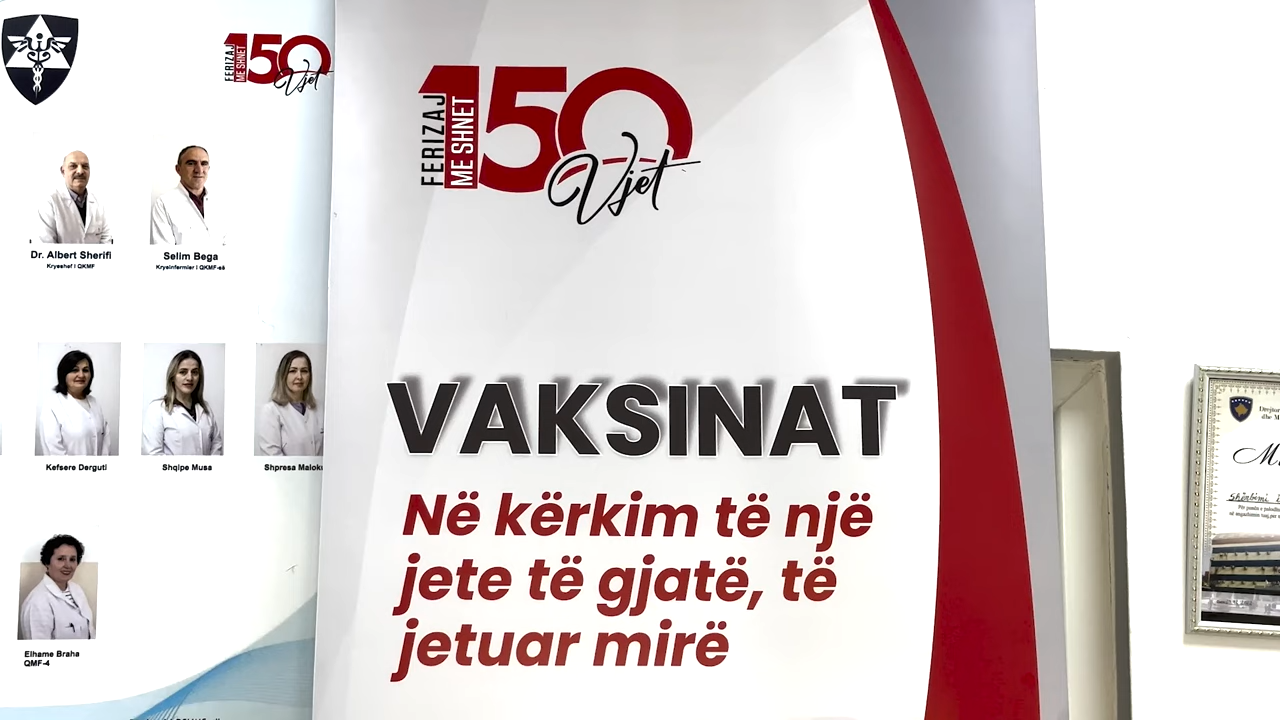 FERIZAJ
ME SHNET
150
Vjet
Dr. Albert Sherifi
Kryeshef i QKMF
Selim Bega
Kryeinfermier i QKMF-së
Kefsere Derguti
Shqipe Musa
Shpresa
Elhame Braha
QMF-4
FERIZAJ
ME SHNET
150
Vjet
VAKSINAT
Në kërkim të një
jete të gjatë, të
jetuar mirë
dhe
shërbimi